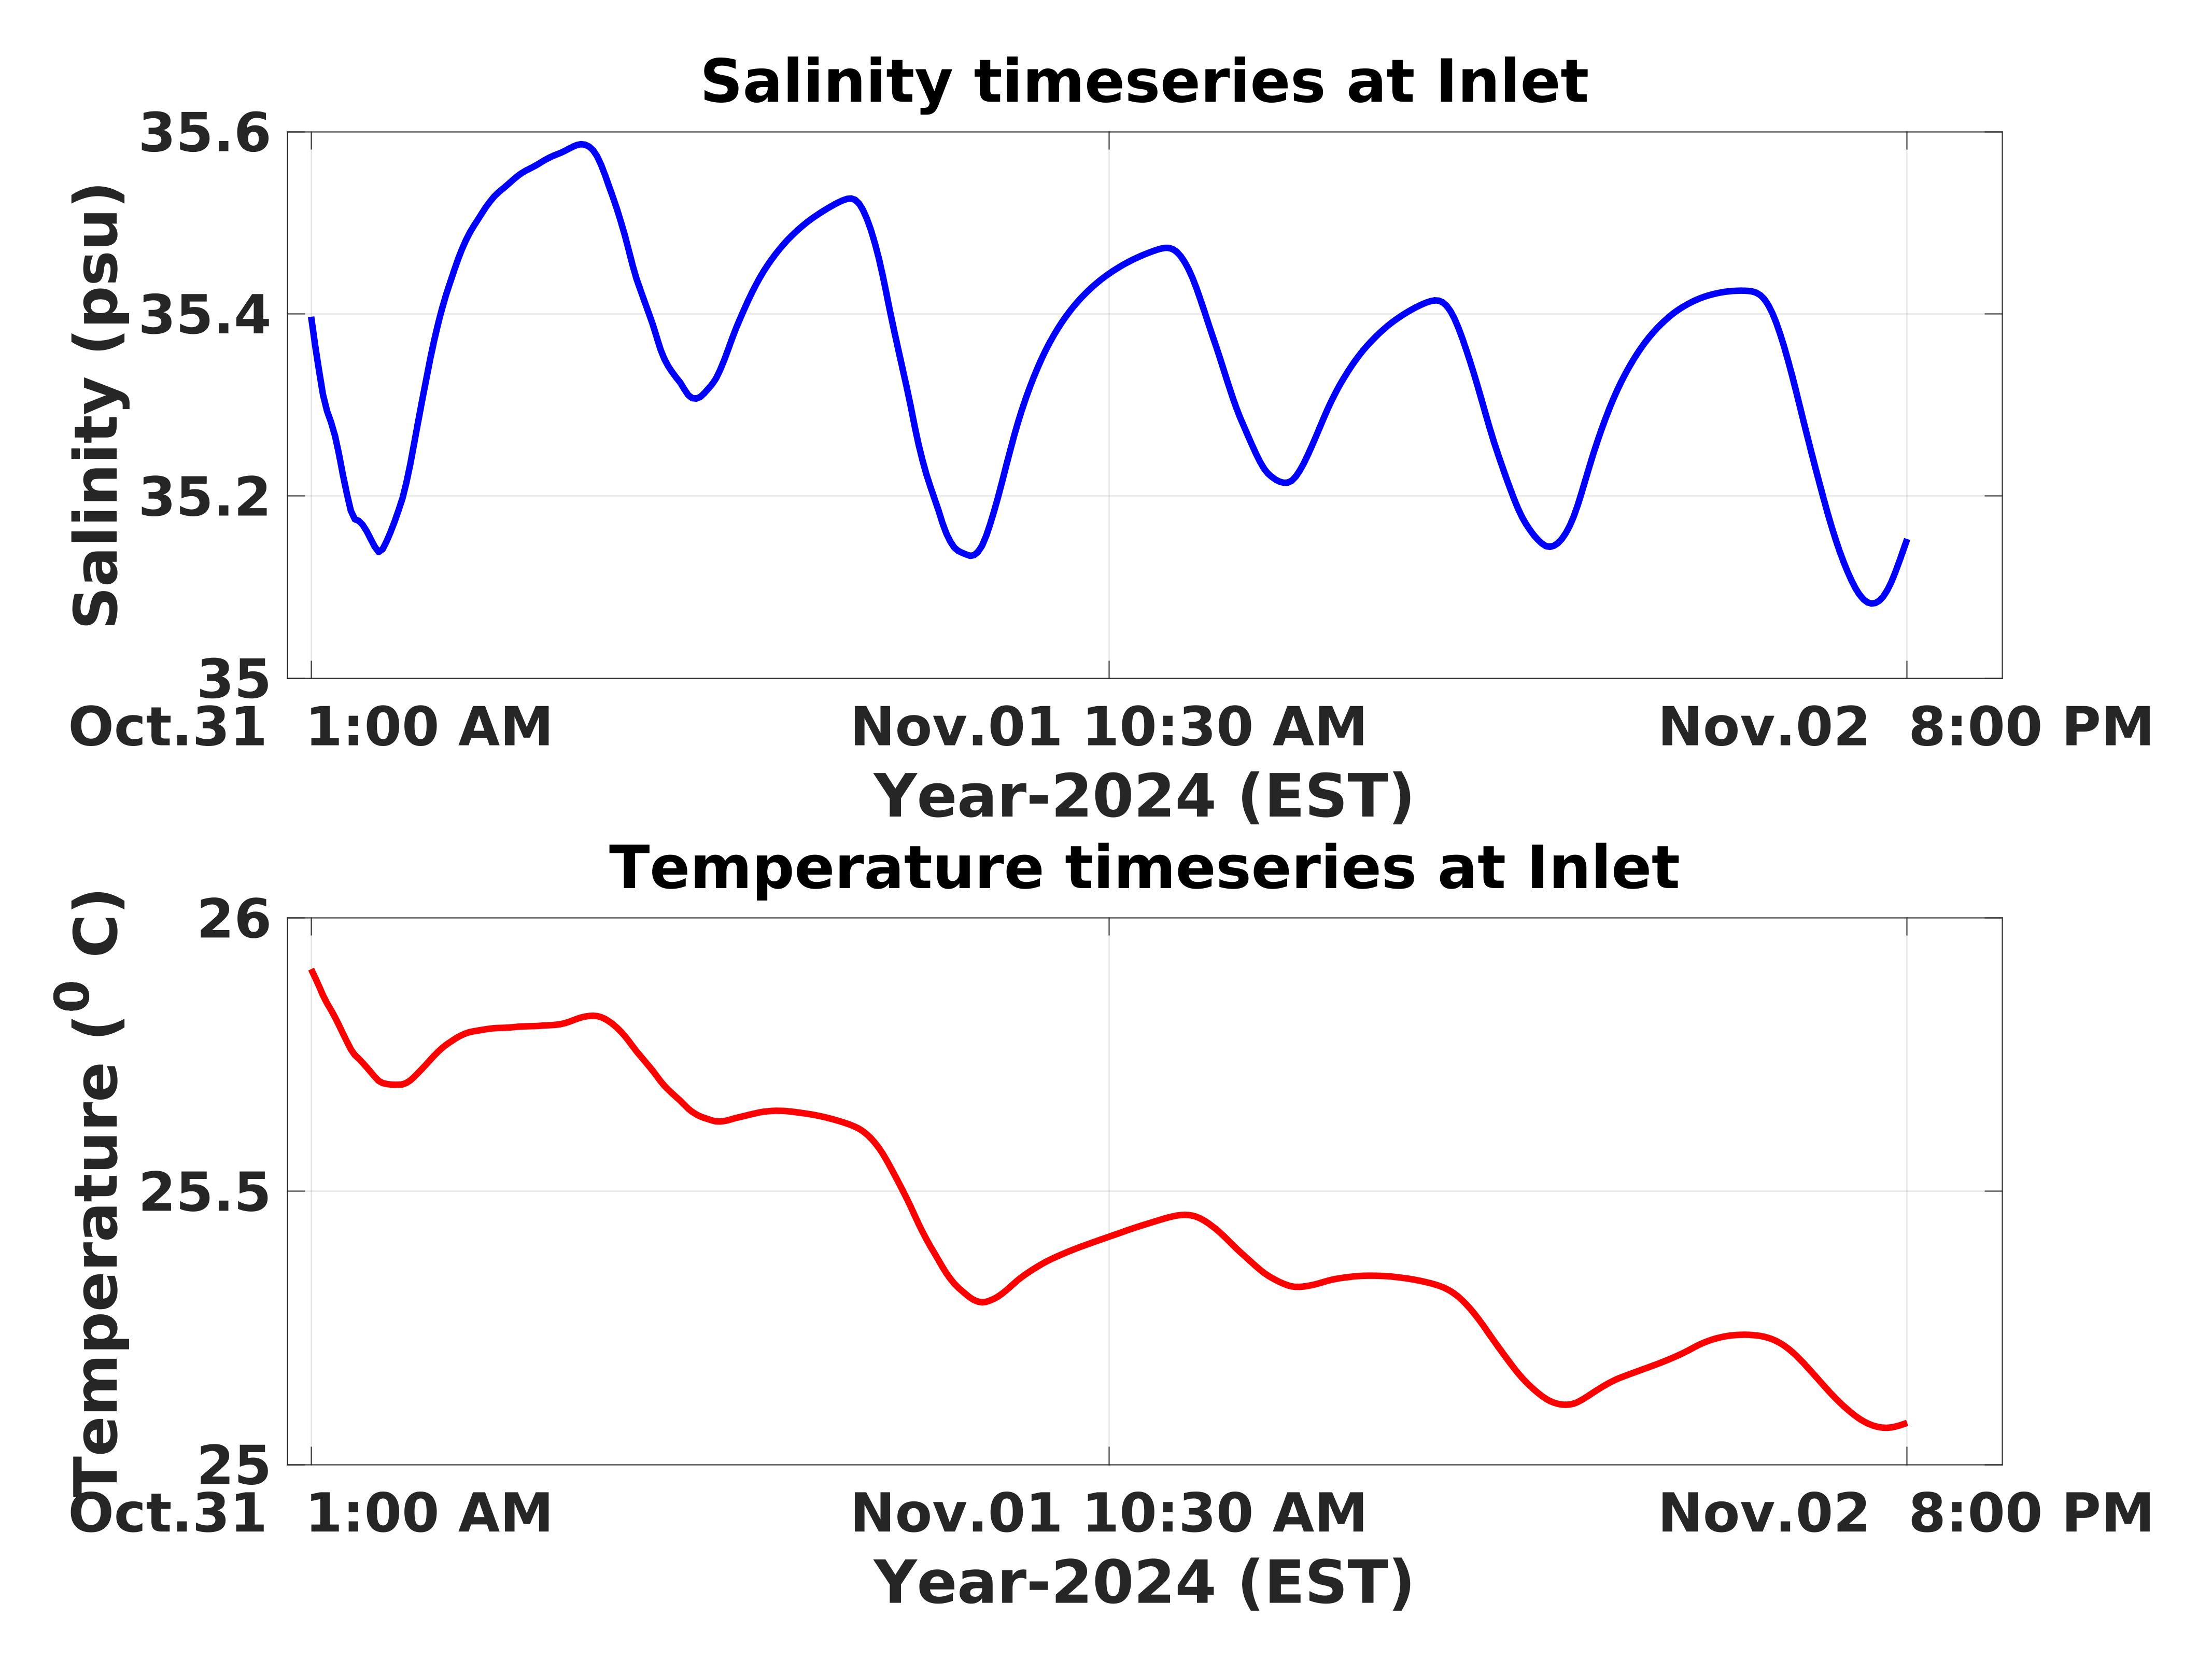 Salinity timeseries at Inlet
Salinity (psu)
35.6
35.4
35.2
35
Oct.31  1:00 AM
Nov.01 10:30 AM
Nov.02  8:00 PM
Year-2024 (EST)
Temperature timeseries at Inlet
Temperature (⁰ C)
26
25.5
25
Oct.31  1:00 AM
Nov.01 10:30 AM
Nov.02  8:00 PM
Year-2024 (EST)